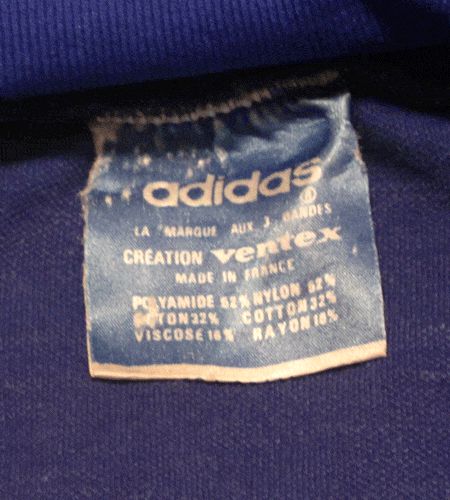 adidas ®
LA MARQUE AUX 3 BANDES
CRÉATION ventex
MADE IN FRANCE
POLYAMIDE 52% NYLON 52%
COTON 32% COTTON 32%
VISCOSE 16% RAYON 16%